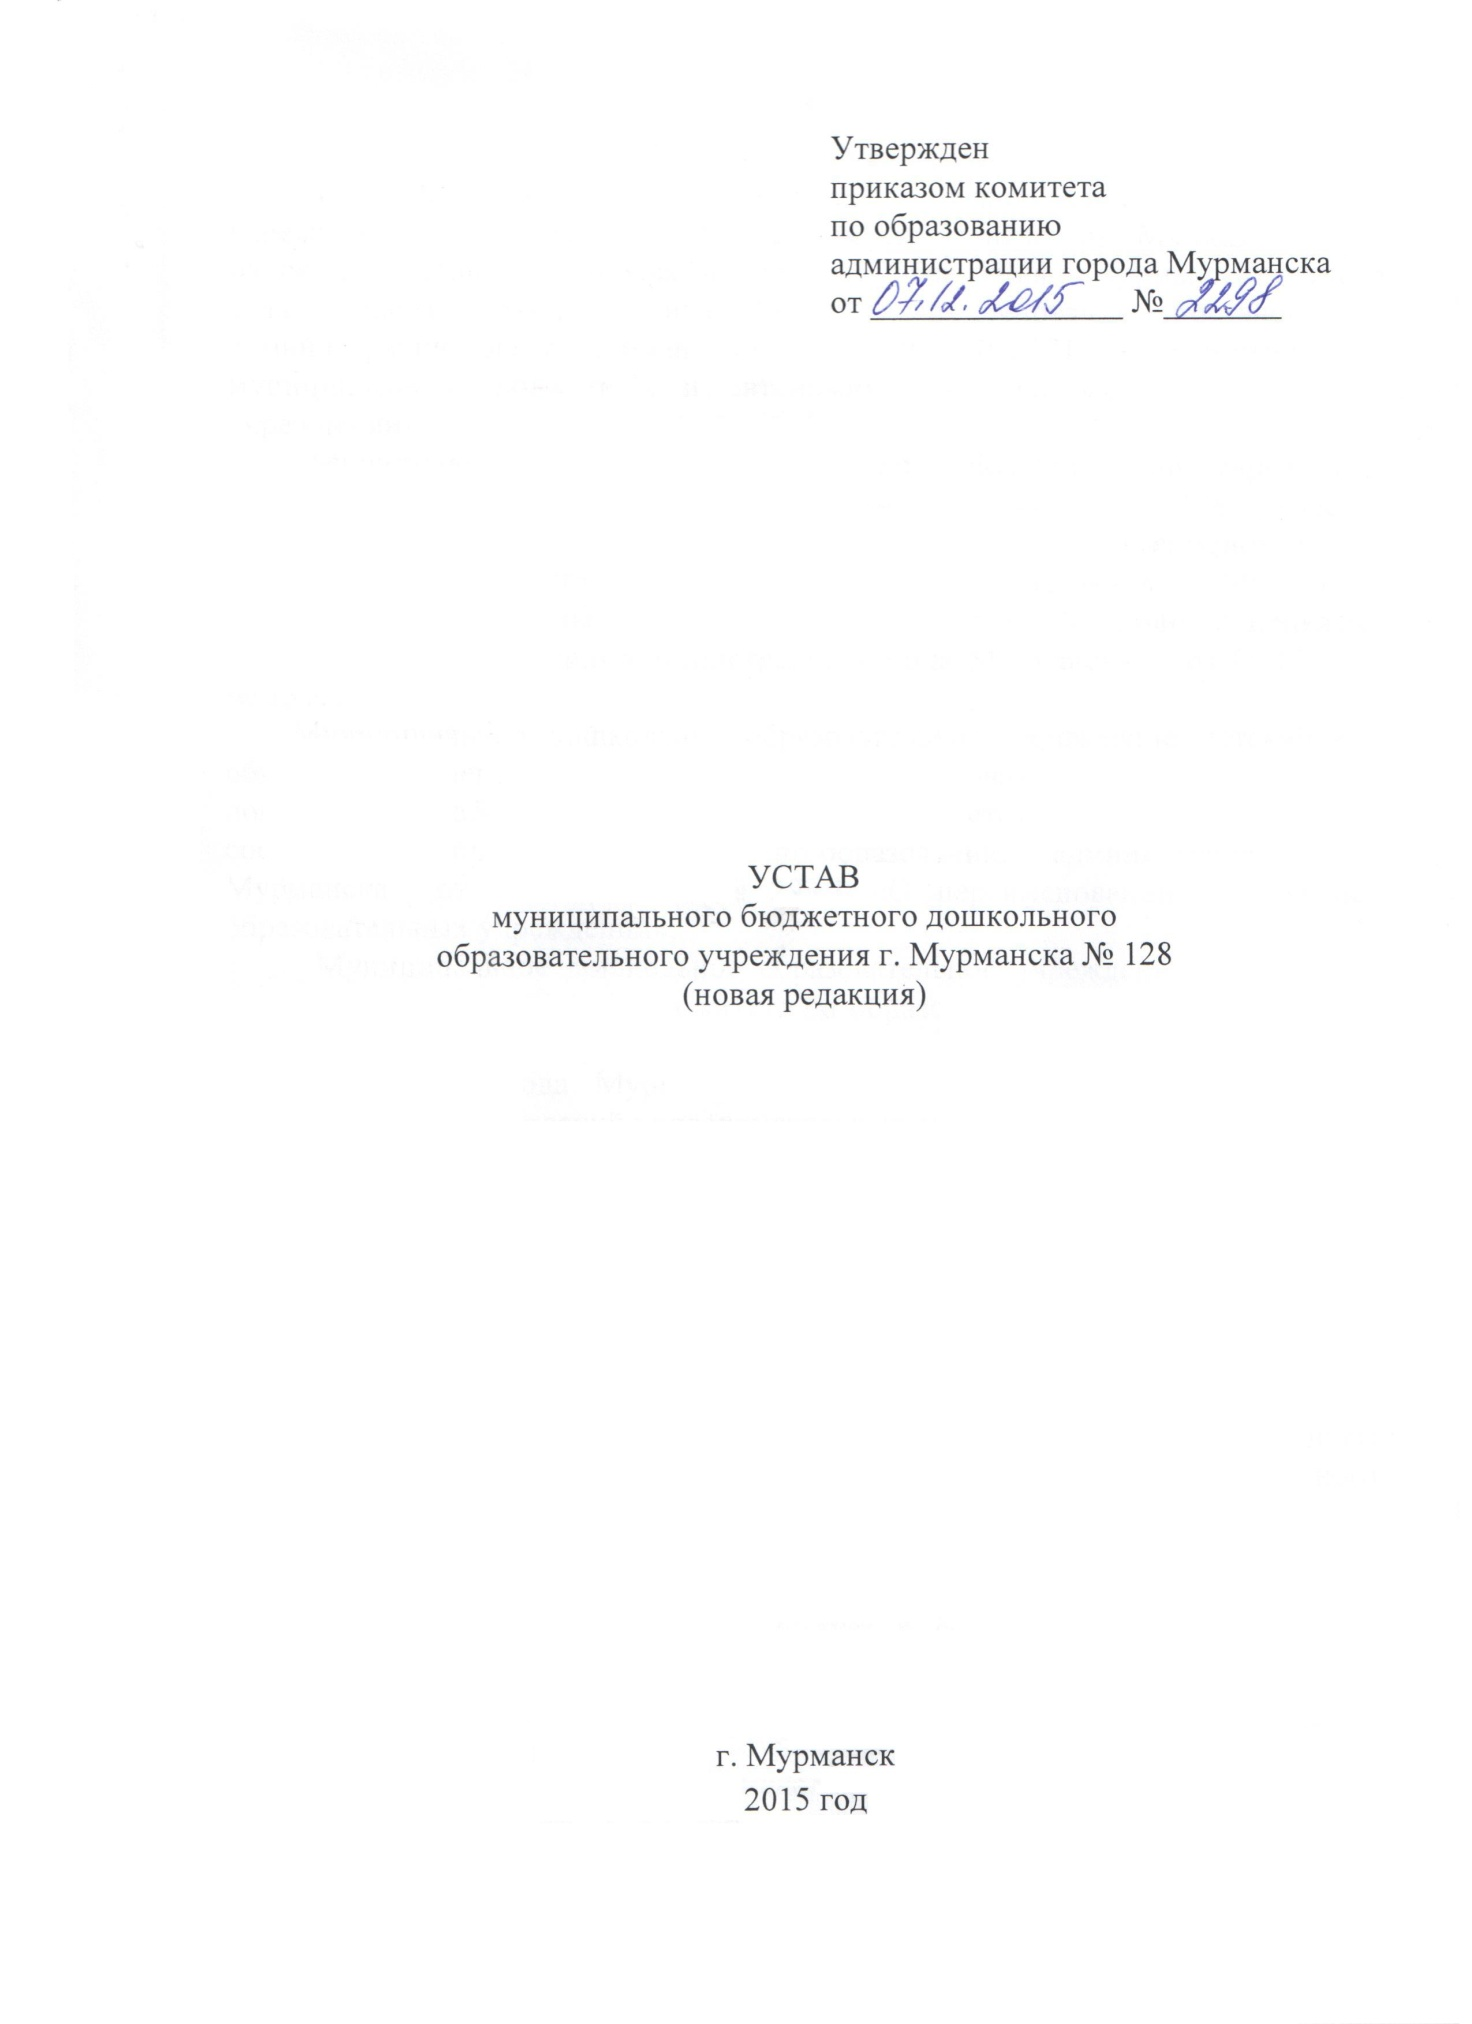 Утвержден
приказом комитета
по образованию
администрации города Мурманска
от 07.12.2015 № 2298
УСТАВ
муниципального бюджетного дошкольного
образовательного учреждения г. Мурманска № 128
(новая редакция)
г. Мурманск
2015 год